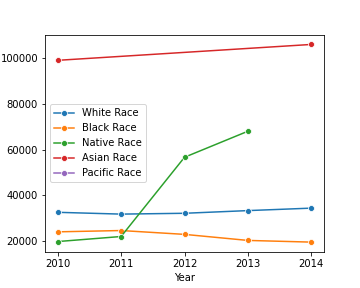 100000
80000
60000
40000
20000
White Race
Black Race
Native Race
Asian Race
Pacific Race
2010 2011 2012 2013 2014
Year